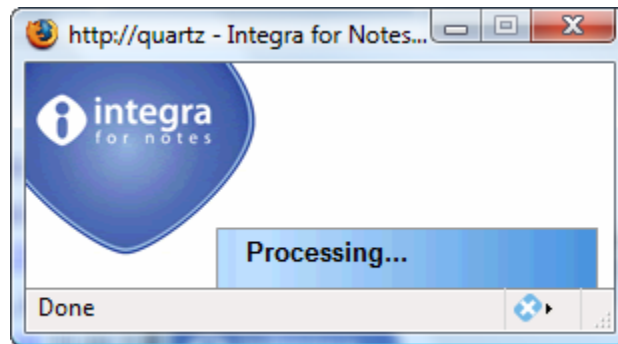 http://quartz - Integra for Notes...
integra
for notes
Processing...
Done